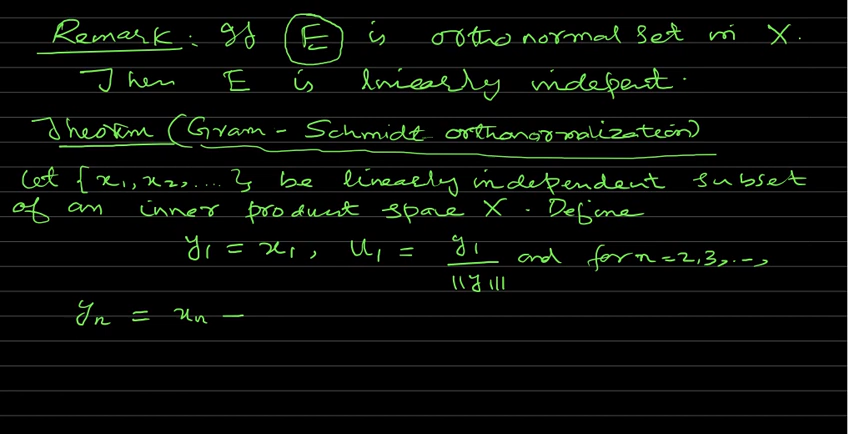 Remark: If E is orthonormal set in X.
Then E is linearly indepent.
Theorem (Gram - Schmidt orthonormalization)
Let {x₁, x₂, ....} be linearly independent subset
of an inner product space X. Define
y₁ = x₁, u₁ = y₁ / ||y₁|| and for n = 2,3,...,
yₙ = xₙ -